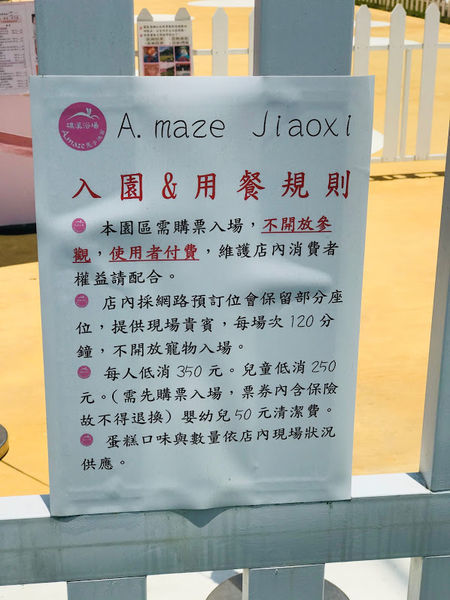 礁溪浴場
A.maze
A. maze Jiaoxi
入園&用餐規則
本園區需購票入場，不開放參
觀，使用者付費，維護店內消費者
權益請配合。
店內採網路預訂位會保留部分座
位，提供現場貴賓，每場次120分
鐘，不開放寵物入場。
每人低消350元。兒童低消250
元。(需先購票入場，票券內含保險
故不得退換) 嬰幼兒50元清潔費。
蛋糕口味與數量依店內現場狀況
供應。